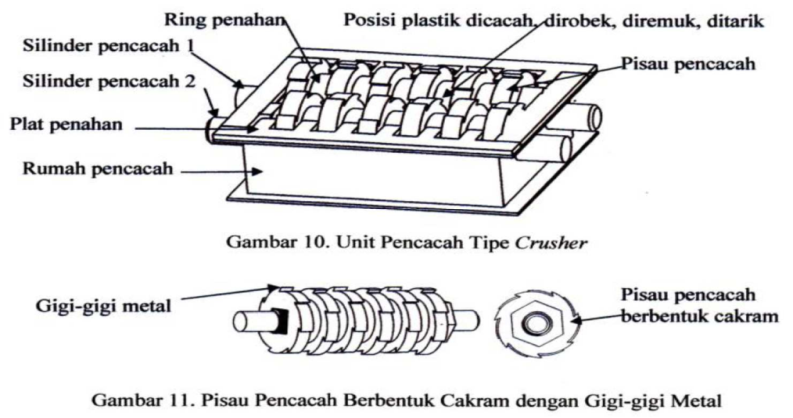 Ring penahan
Posisi plastik dicacah, dirobek, diremuk, ditarik
Silinder pencacah 1
Pisau pencacah
Silinder pencacah 2
Plat penahan
Rumah pencacah
Gambar 10. Unit Pencacah Tipe Crusher
Gigi-gigi metal
Pisau pencacah
berbentuk cakram
Gambar 11. Pisau Pencacah Berbentuk Cakram dengan Gigi-gigi Metal